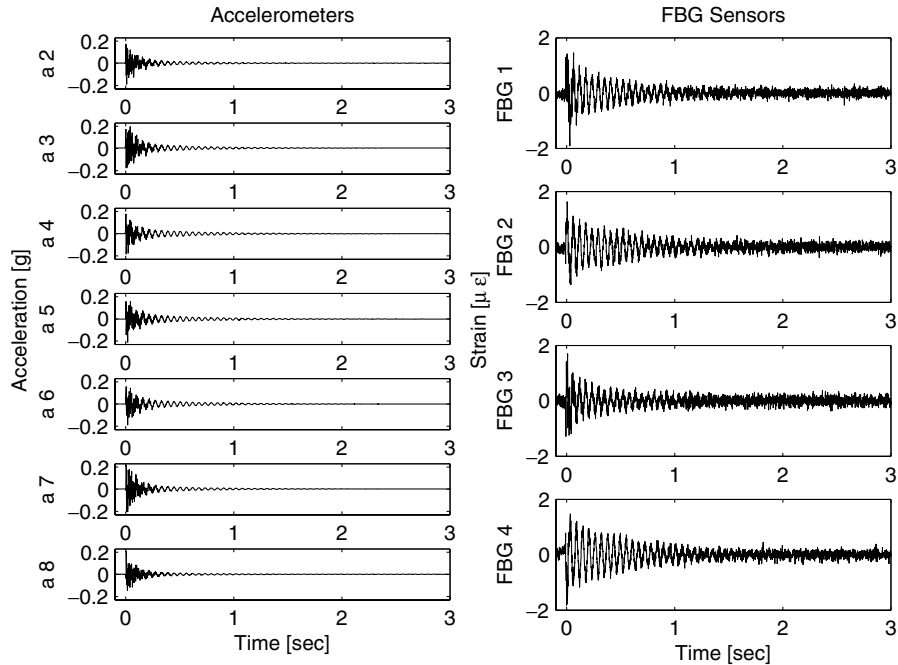 Accelerometers
Acceleration [g]
a 2
0.2
0
−0.2
0 1 2 3
a 3
0.2
0
−0.2
0 1 2 3
a 4
0.2
0
−0.2
0 1 2 3
a 5
0.2
0
−0.2
0 1 2 3
a 6
0.2
0
−0.2
0 1 2 3
a 7
0.2
0
−0.2
0 1 2 3
a 8
0.2
0
−0.2
0 1 2 3
Time [sec]
FBG Sensors
Strain [μ ε]
FBG 1
2
0
−2
0 1 2 3
FBG 2
2
0
−2
0 1 2 3
FBG 3
2
0
−2
0 1 2 3
FBG 4
2
0
−2
0 1 2 3
Time [sec]